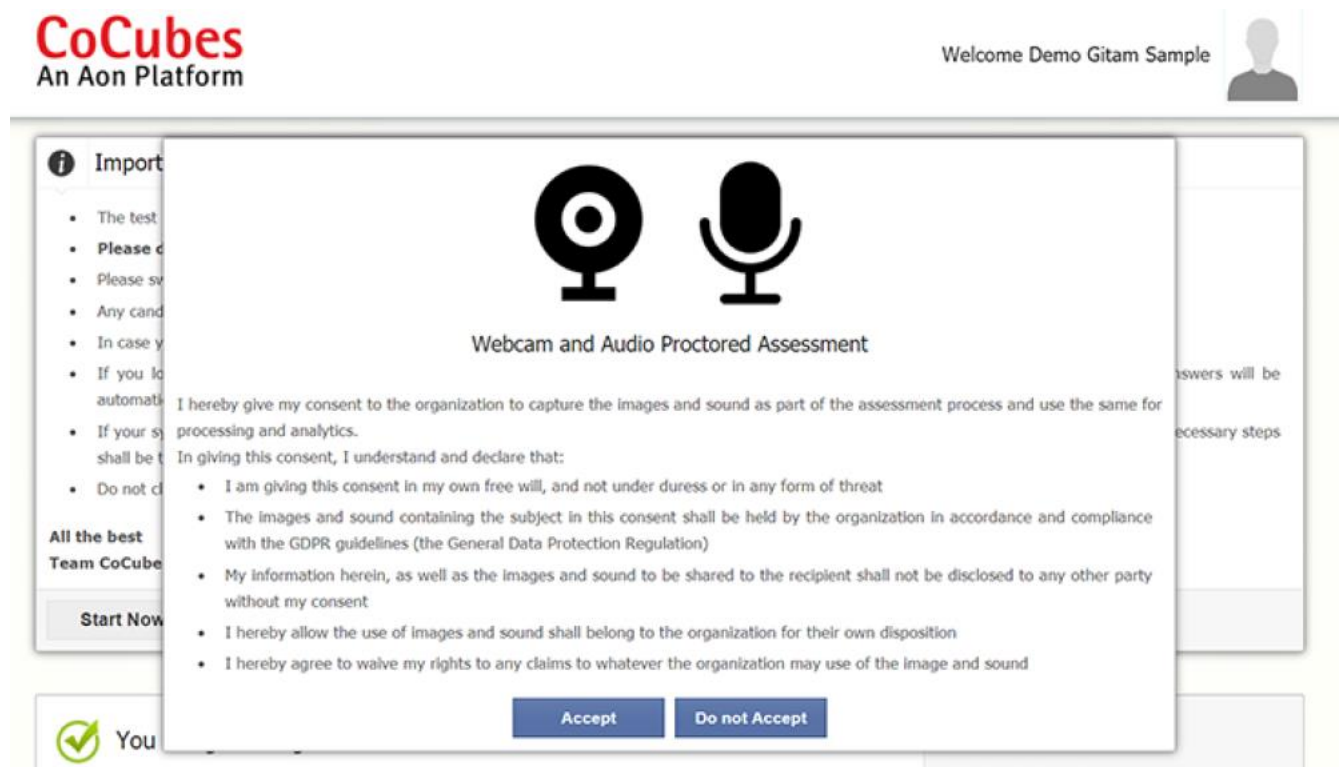 CoCubes
An Aon Platform
Welcome Demo Gitam Sample
Import
The test
Please d
Please sw
Any cand
In case y
If you lo
automati
If your sy
shall be t
Do not cl
All the best
Team CoCube
Start Now
nswers will be
ecessary steps
Webcam and Audio Proctored Assessment
I hereby give my consent to the organization to capture the images and sound as part of the assessment process and use the same for
processing and analytics.
In giving this consent, I understand and declare that:
I am giving this consent in my own free will, and not under duress or in any form of threat
The images and sound containing the subject in this consent shall be held by the organization in accordance and compliance
with the GDPR guidelines (the General Data Protection Regulation)
My information herein, as well as the images and sound to be shared to the recipient shall not be disclosed to any other party
without my consent
I hereby allow the use of images and sound shall belong to the organization for their own disposition
I hereby agree to waive my rights to any claims to whatever the organization may use of the image and sound
Accept Do not Accept
You